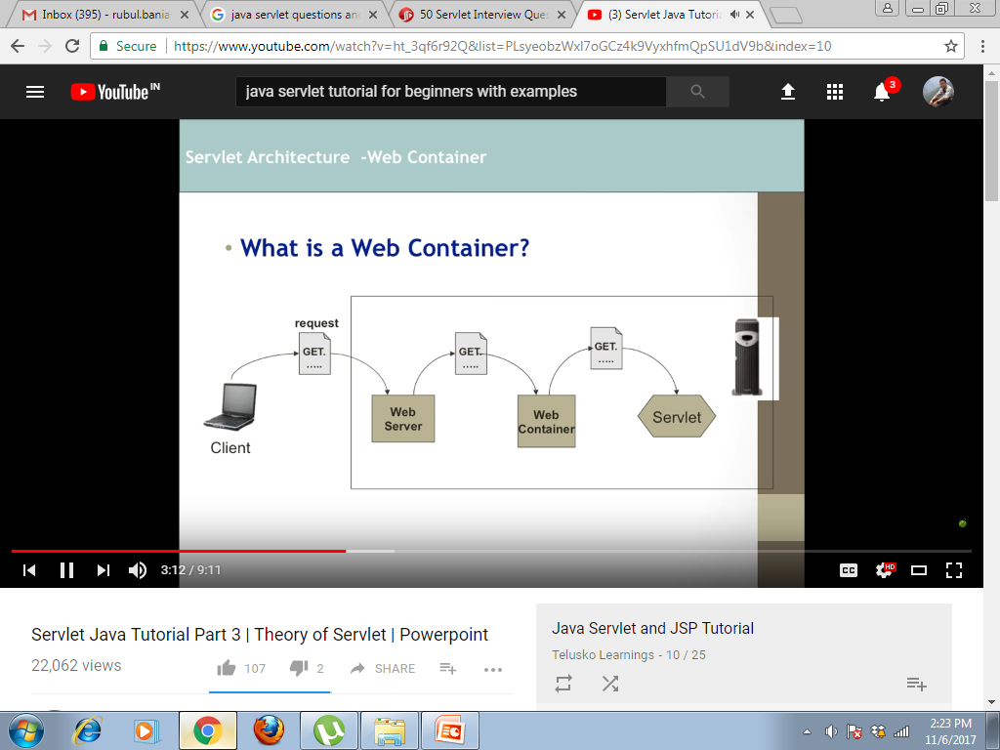 Inbox (395) - rubul.bania
java servlet questions an
50 Servlet Interview Que
(3) Servlet Java Tutori
Secure
https://www.youtube.com/watch?v=ht_3qf6r92Q&list=PLsyeobzWxl7oGCz4k9VyxhfmQpSU1dV9b&index=10
YouTube IN
java servlet tutorial for beginners with examples
3
Servlet Architecture -Web Container
• What is a Web Container?
request
GET.
.....
GET.
.....
GET.
.....
Web
Server
Web
Container
Servlet
Client
3:12 / 9:11
CC
HD
Servlet Java Tutorial Part 3 | Theory of Servlet | Powerpoint
22,062 views
107
2
SHARE
Java Servlet and JSP Tutorial
Telusko Learnings - 10 / 25
2:23 PM
11/6/2017